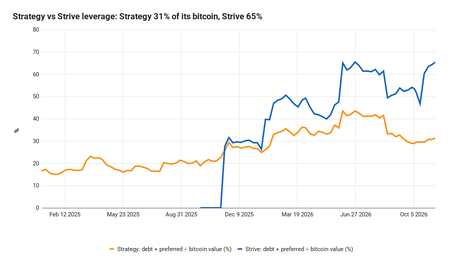 Strategy vs Strive leverage: Strategy 31% of its bitcoin, Strive 65%
80
70
60
50
%
40
30
20
10
0
Feb 12 2025
May 23 2025
Aug 31 2025
Dec 9 2025
Mar 19 2026
Jun 27 2026
Oct 5 2026
Strategy: debt + preferred ÷ bitcoin value (%)
Strive: debt + preferred ÷ bitcoin value (%)